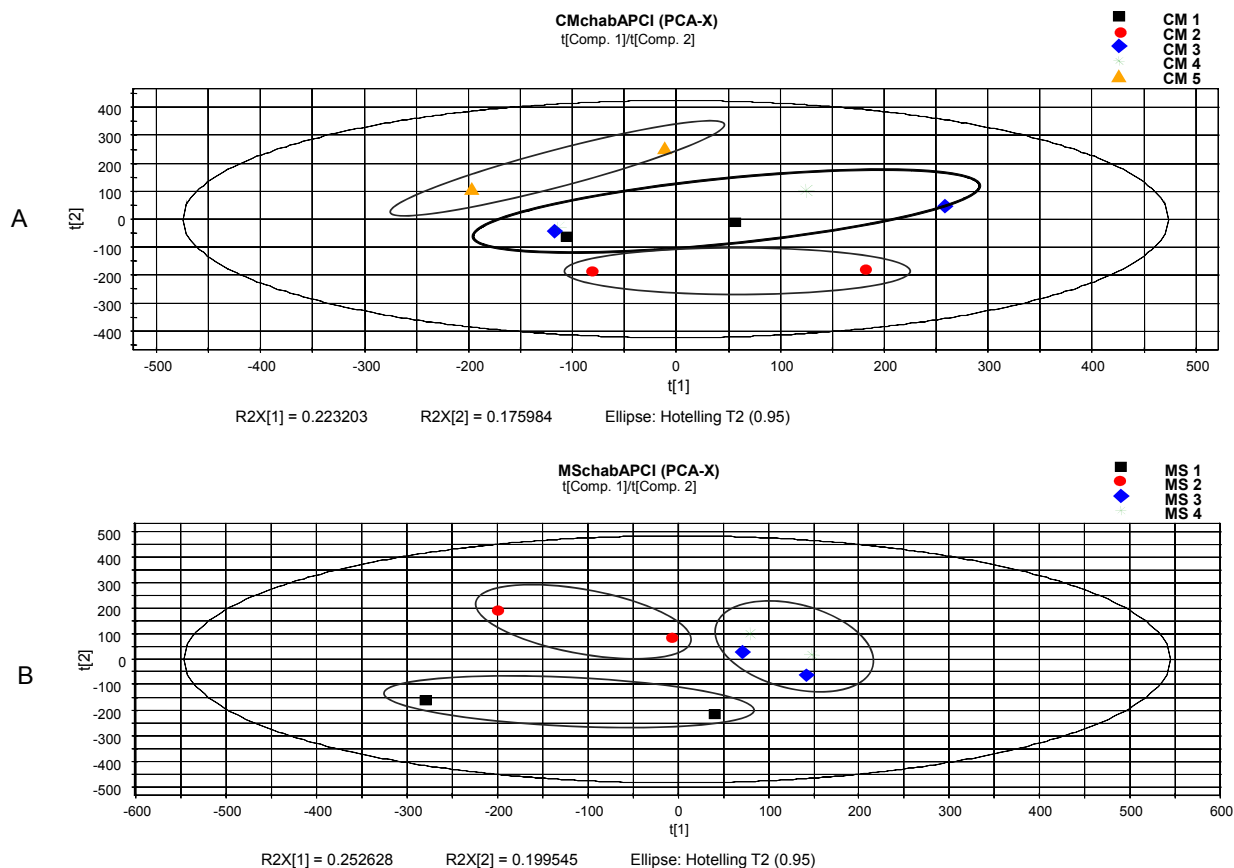 CMchabAPCI (PCA-X)
t[Comp. 1]/t[Comp. 2]
CM 1
CM 2
CM 3
CM 4
CM 5
A
t[2]
400
300
200
100
0
-100
-200
-300
-400
-500 -400 -300 -200 -100 0 100 200 300 400 500
t[1]
R2X[1] = 0.223203 R2X[2] = 0.175984 Ellipse: Hotelling T2 (0.95)
MSchabAPCI (PCA-X)
t[Comp. 1]/t[Comp. 2]
MS 1
MS 2
MS 3
MS 4
B
t[2]
500
400
300
200
100
0
-100
-200
-300
-400
-500
-600 -500 -400 -300 -200 -100 0 100 200 300 400 500 600
t[1]
R2X[1] = 0.252628 R2X[2] = 0.199545 Ellipse: Hotelling T2 (0.95)